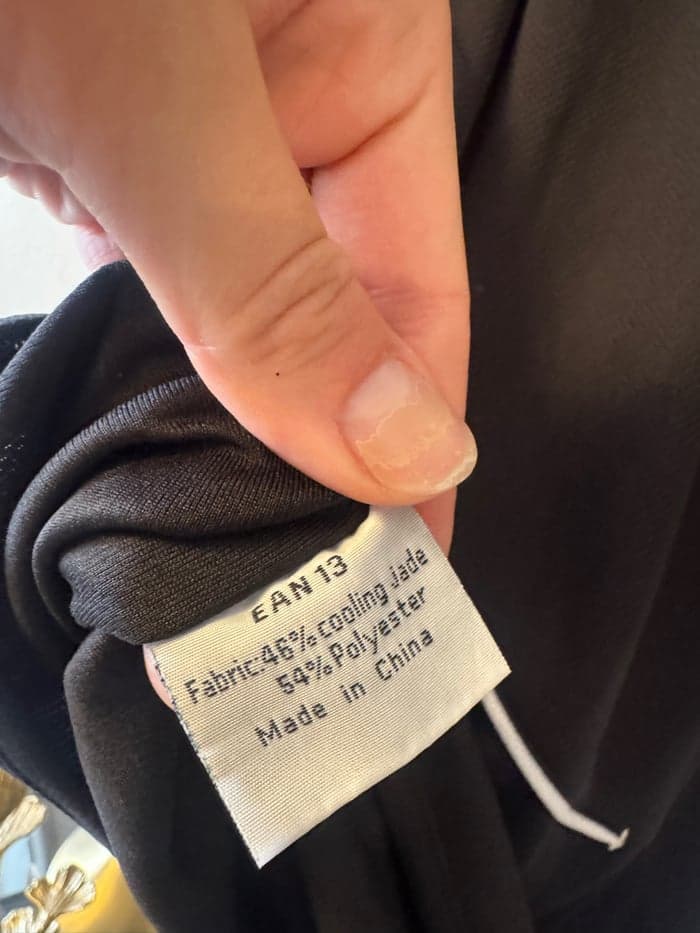 EAN 13
Fabric:46%cooling jade
54%Polyester
Made in China